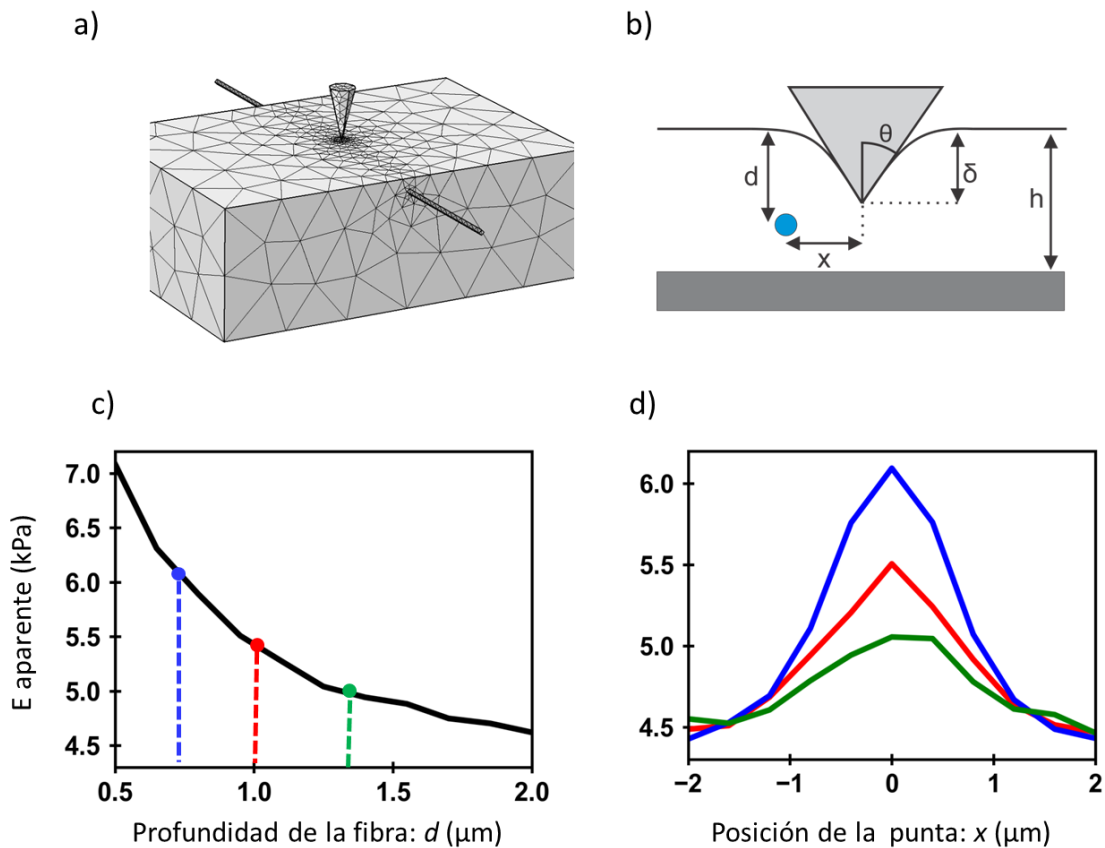 a)
b)
θ
d
δ
h
x
c)
d)
E aparente (kPa)
7.0
6.5
6.0
5.5
5.0
4.5
0.5 1.0 1.5 2.0
Profundidad de la fibra: d (µm)
6.0
5.5
5.0
4.5
−2 −1 0 1 2
Posición de la punta: x (µm)